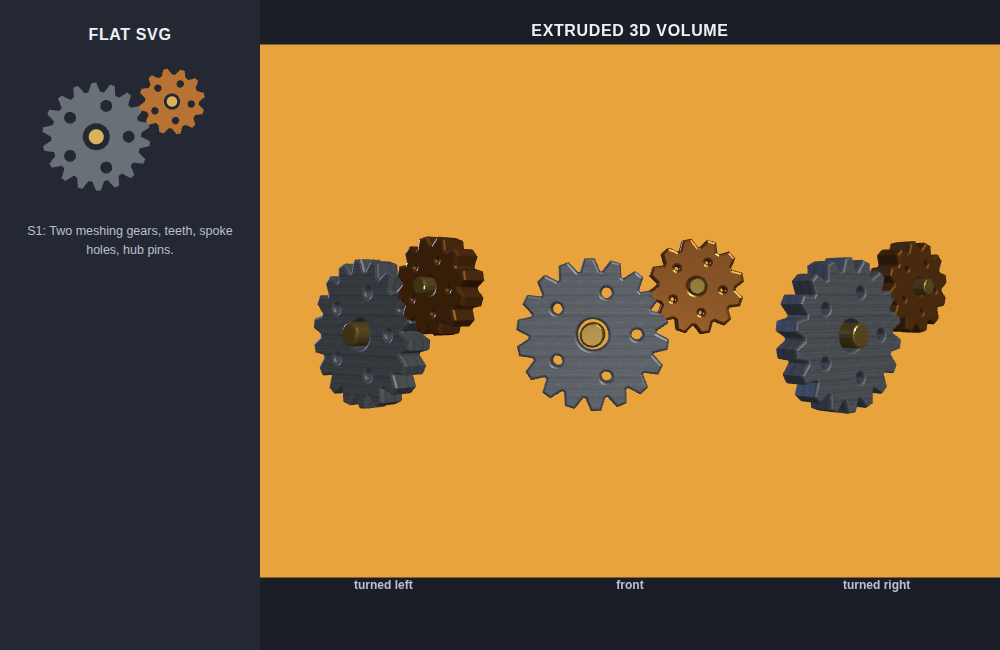 FLAT SVG
EXTRUDED 3D VOLUME
S1: Two meshing gears, teeth, spoke
holes, hub pins.
turned left
front
turned right